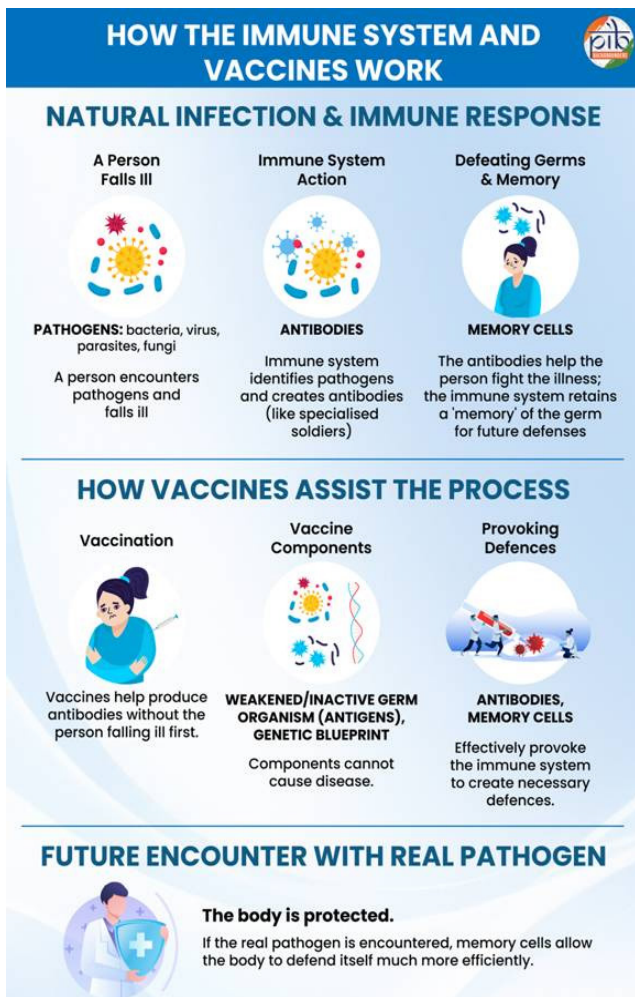 HOW THE IMMUNE SYSTEM AND
VACCINES WORK
pib
BACKGROUNDERS
NATURAL INFECTION & IMMUNE RESPONSE
A Person
Falls Ill
PATHOGENS: bacteria, virus,
parasites, fungi
A person encounters
pathogens and
falls ill
Immune System
Action
ANTIBODIES
Immune system
identifies pathogens
and creates antibodies
(like specialised
soldiers)
Defeating Germs
& Memory
MEMORY CELLS
The antibodies help the
person fight the illness;
the immune system retains
a 'memory' of the germ
for future defenses
HOW VACCINES ASSIST THE PROCESS
Vaccination
Vaccines help produce
antibodies without the
person falling ill first.
Vaccine
Components
WEAKENED/INACTIVE GERM
ORGANISM (ANTIGENS),
GENETIC BLUEPRINT
Components cannot
cause disease.
Provoking
Defences
ANTIBODIES,
MEMORY CELLS
Effectively provoke
the immune system
to create necessary
defences.
FUTURE ENCOUNTER WITH REAL PATHOGEN
The body is protected.
If the real pathogen is encountered, memory cells allow
the body to defend itself much more efficiently.